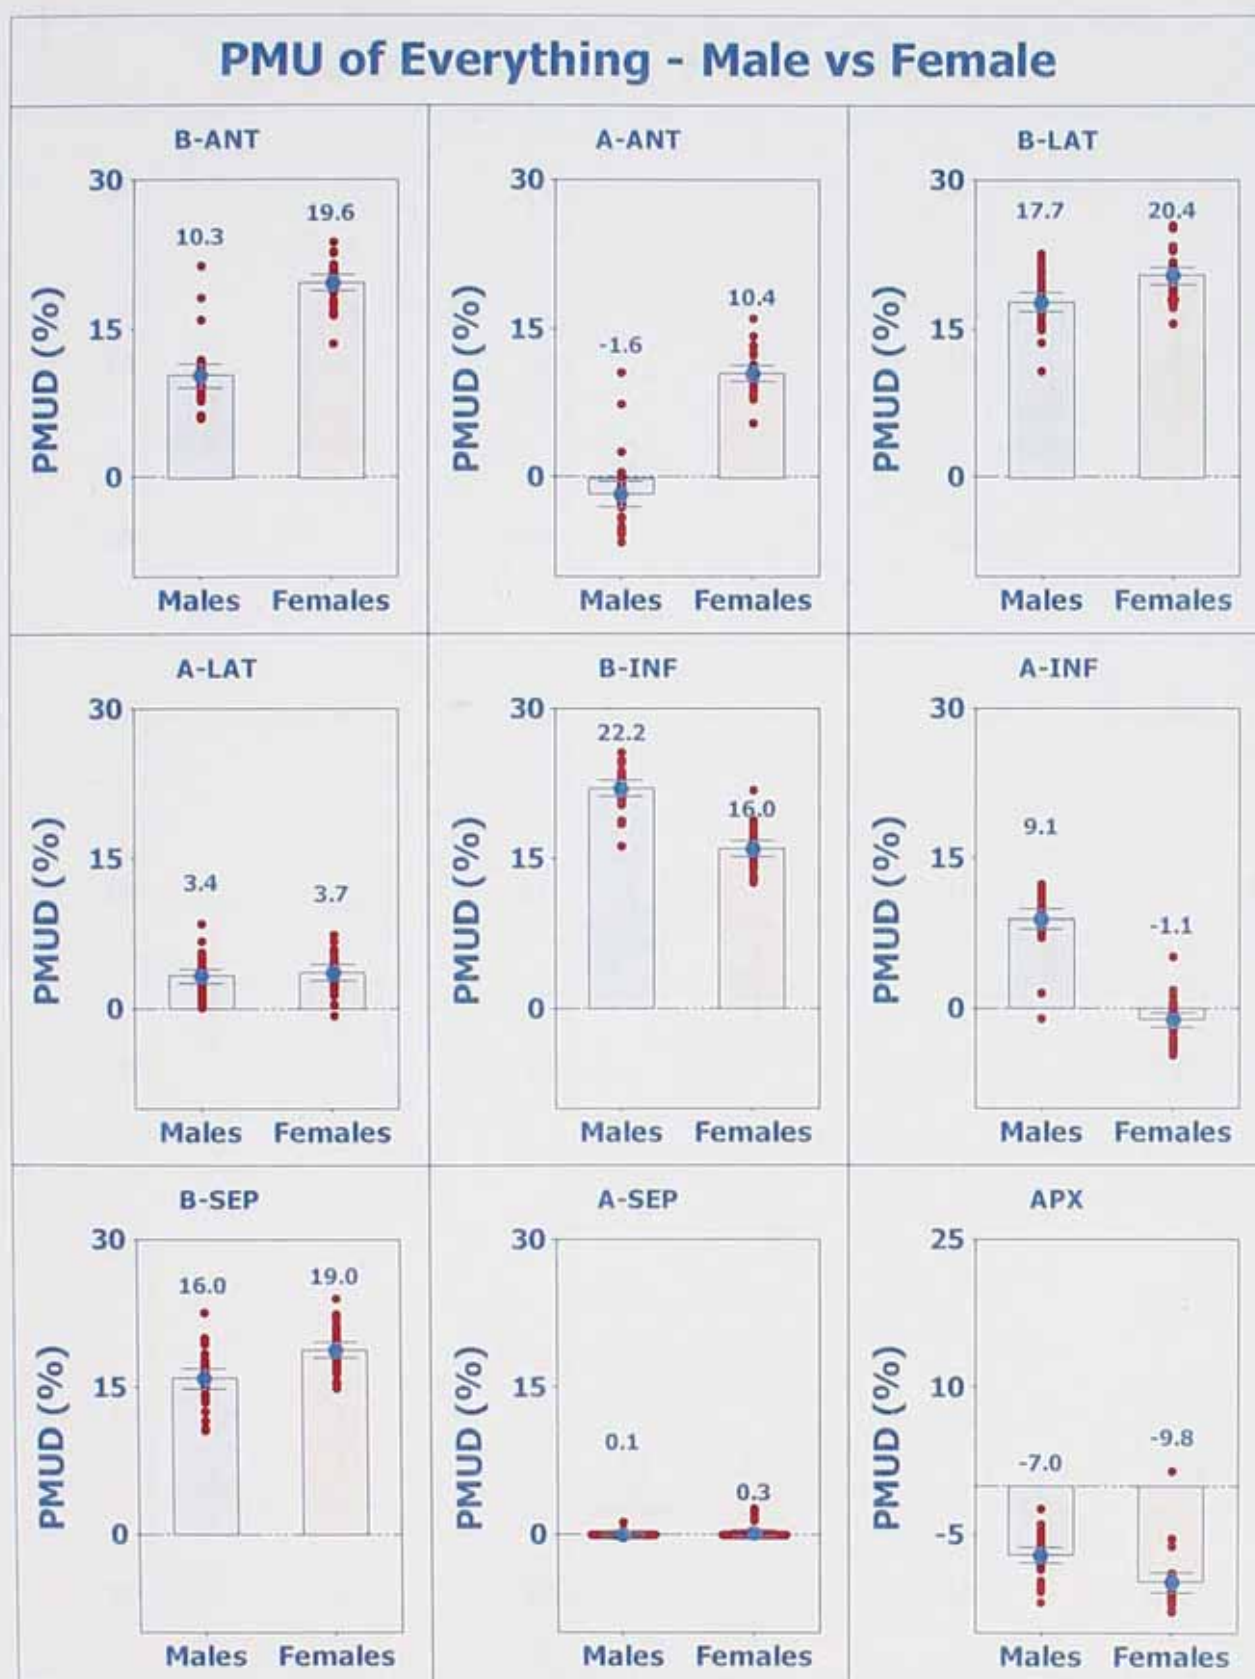 PMU of Everything - Male vs Female
B-ANT
30
15
0
PMUD (%)
10.3
19.6
Males Females
A-ANT
30
15
0
PMUD (%)
-1.6
10.4
Males Females
B-LAT
30
15
0
PMUD (%)
17.7
20.4
Males Females
A-LAT
30
15
0
PMUD (%)
3.4
3.7
Males Females
B-INF
30
15
0
PMUD (%)
22.2
16.0
Males Females
A-INF
30
15
0
PMUD (%)
9.1
-1.1
Males Females
B-SEP
30
15
0
PMUD (%)
16.0
19.0
Males Females
A-SEP
30
15
0
PMUD (%)
0.1
0.3
Males Females
APX
25
10
-5
PMUD (%)
-7.0
-9.8
Males Females